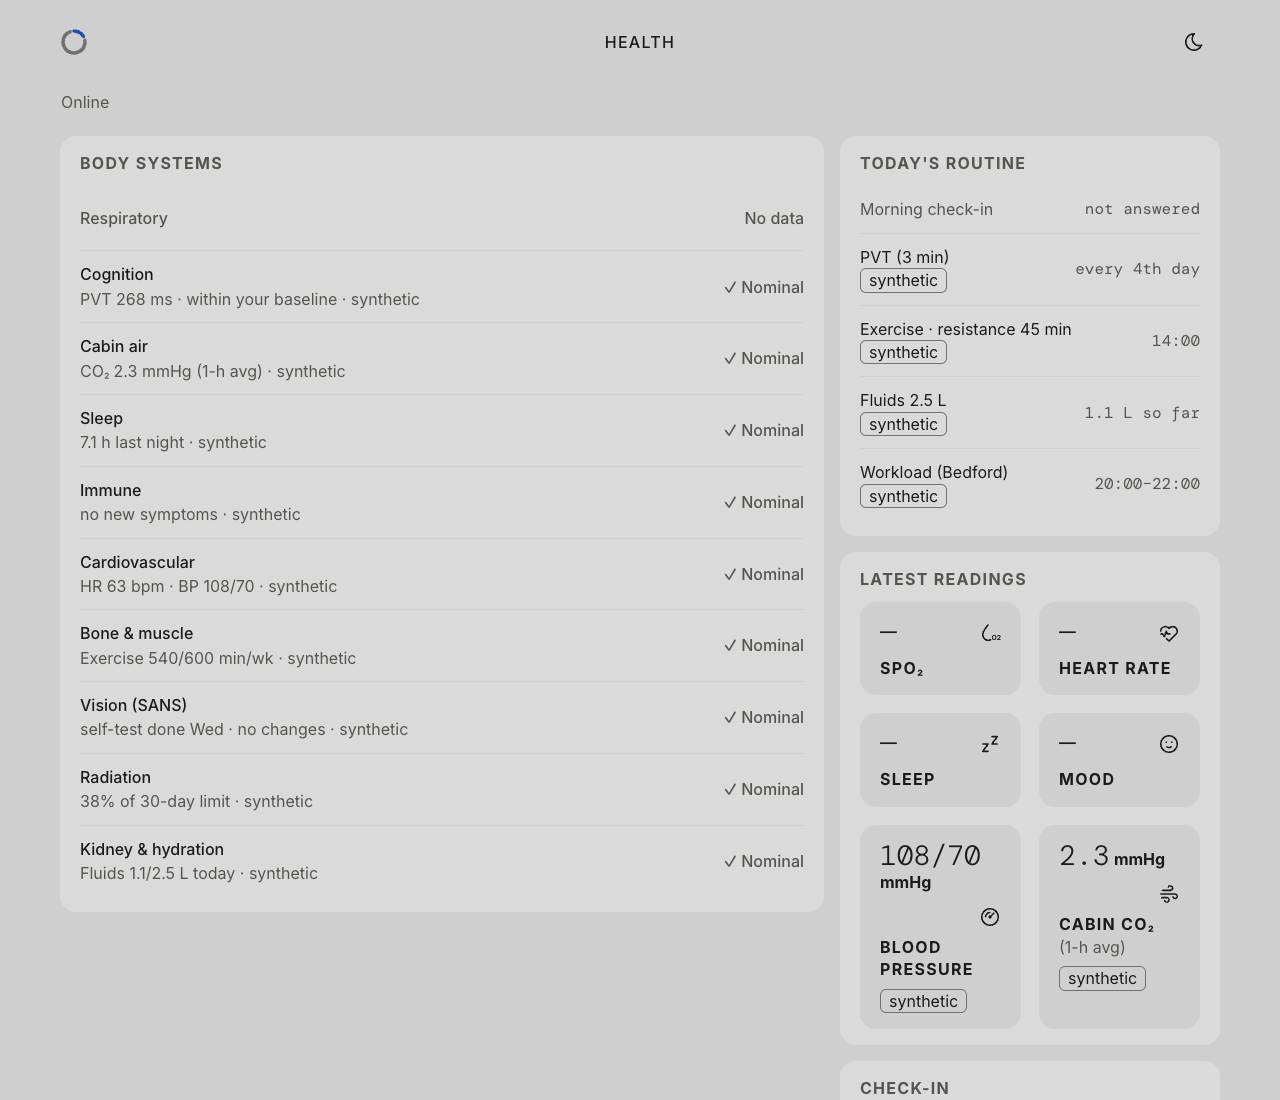 HEALTH
Online
BODY SYSTEMS
Respiratory
No data
Cognition
PVT 268 ms · within your baseline · synthetic
✓ Nominal
Cabin air
CO₂ 2.3 mmHg (1-h avg) · synthetic
✓ Nominal
Sleep
7.1 h last night · synthetic
✓ Nominal
Immune
no new symptoms · synthetic
✓ Nominal
Cardiovascular
HR 63 bpm · BP 108/70 · synthetic
✓ Nominal
Bone & muscle
Exercise 540/600 min/wk · synthetic
✓ Nominal
Vision (SANS)
self-test done Wed · no changes · synthetic
✓ Nominal
Radiation
38% of 30-day limit · synthetic
✓ Nominal
Kidney & hydration
Fluids 1.1/2.5 L today · synthetic
✓ Nominal
TODAY'S ROUTINE
Morning check-in
not answered
PVT (3 min)
synthetic
every 4th day
Exercise · resistance 45 min
synthetic
14:00
Fluids 2.5 L
synthetic
1.1 L so far
Workload (Bedford)
synthetic
20:00–22:00
LATEST READINGS
—
O2
SPO₂
—
HEART RATE
—
zZ
SLEEP
—
MOOD
108/70
mmHg
BLOOD
PRESSURE
synthetic
2.3 mmHg
CABIN CO₂
(1-h avg)
synthetic
CHECK-IN